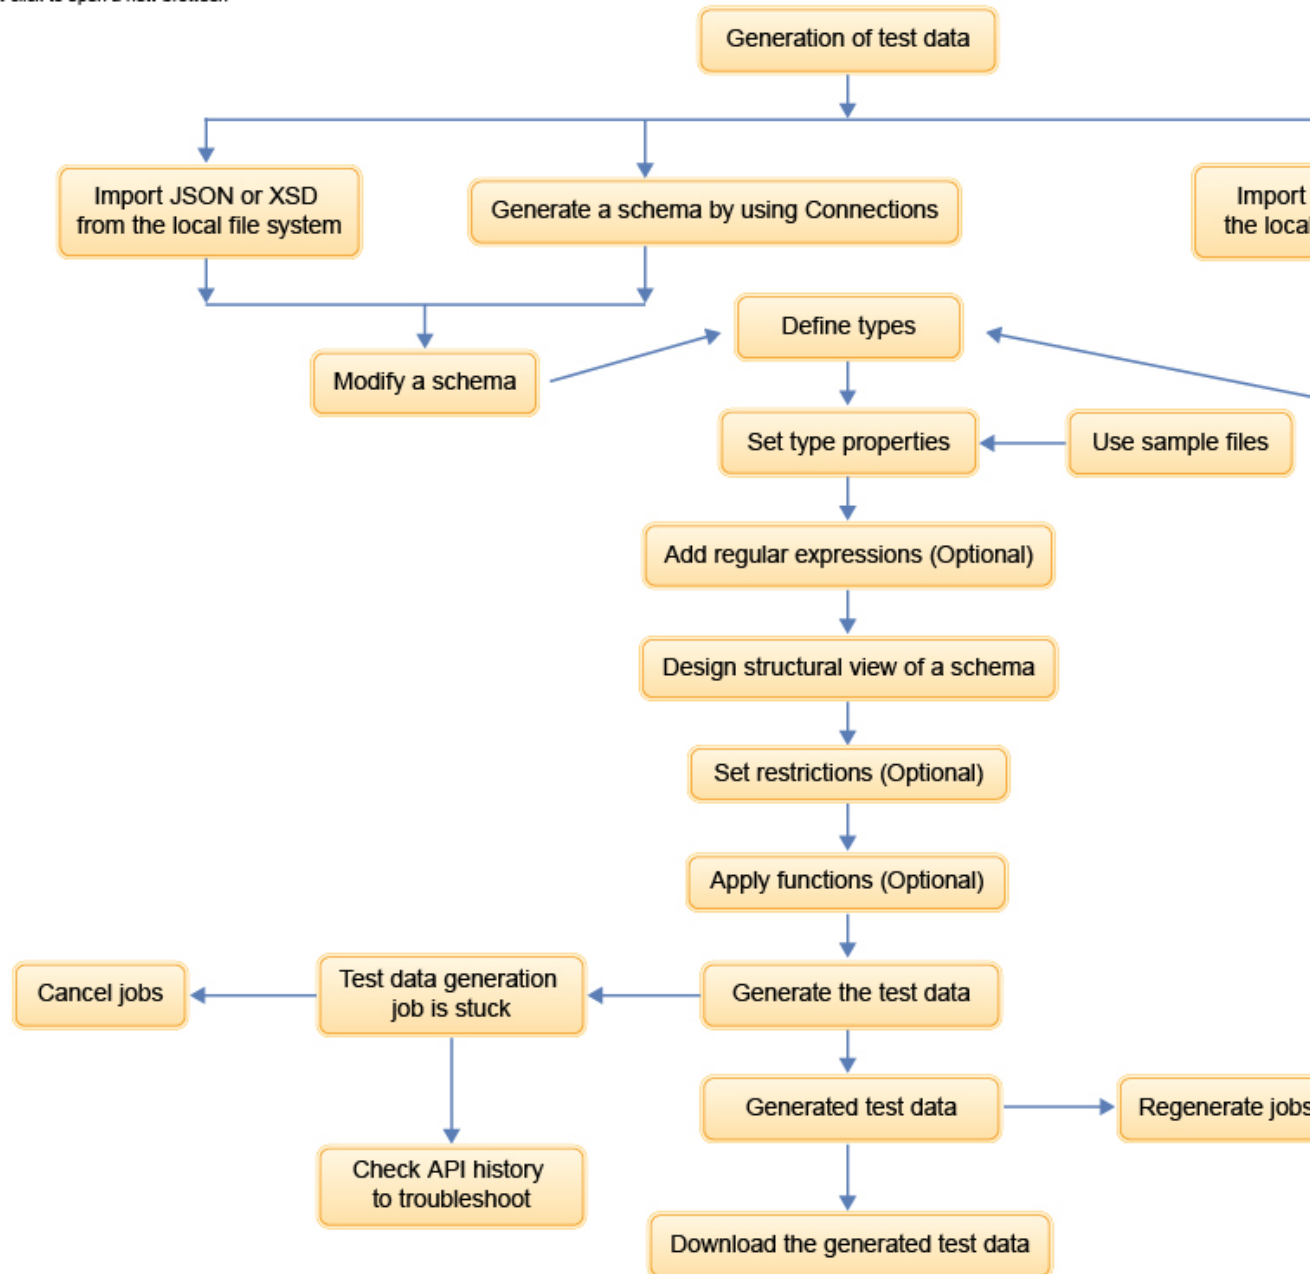 Generation of test data
Import JSON or XSD
from the local file system
Generate a schema by using Connections
Import
the local
Define types
Modify a schema
Set type properties
Use sample files
Add regular expressions (Optional)
Design structural view of a schema
Set restrictions (Optional)
Apply functions (Optional)
Cancel jobs
Test data generation
job is stuck
Generate the test data
Generated test data
Regenerate jobs
Check API history
to troubleshoot
Download the generated test data